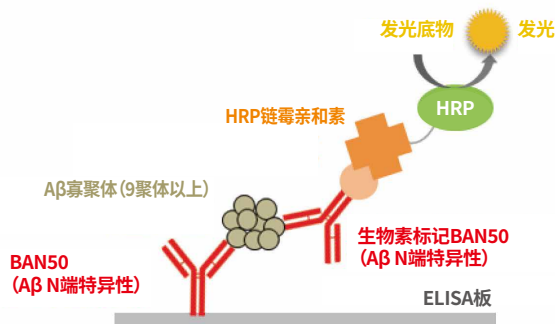 发光底物
发光
HRP
HRP链霉亲和素
Aβ寡聚体（9聚体以上）
生物素标记BAN50
（Aβ N端特异性）
BAN50
（Aβ N端特异性）
ELISA板